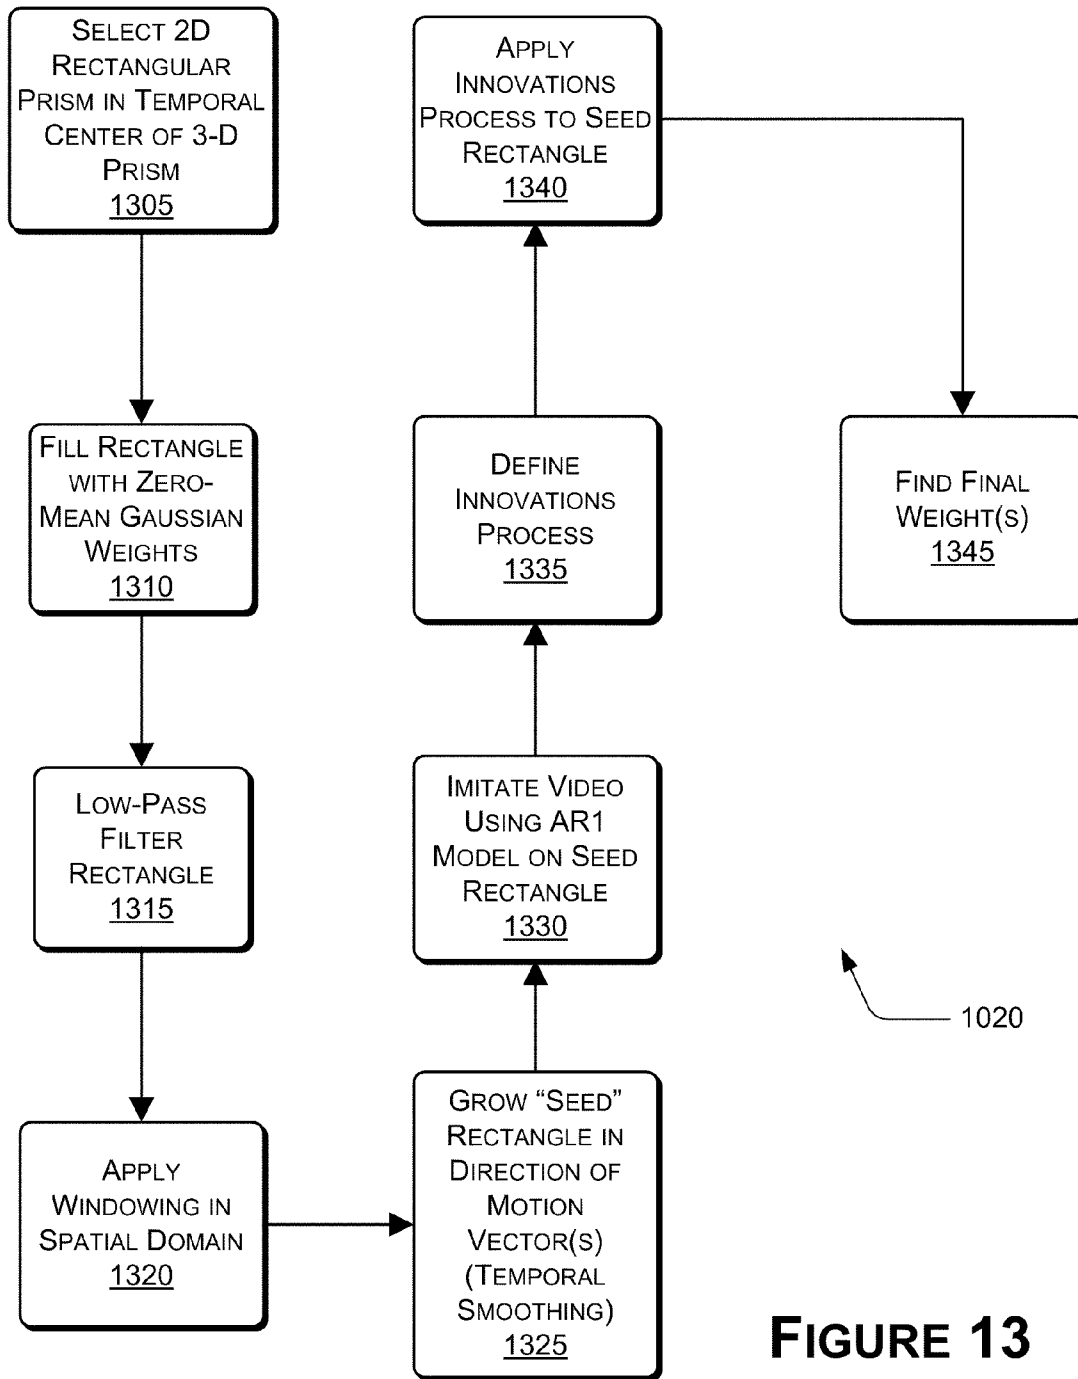 SELECT 2D
RECTANGULAR
PRISM IN TEMPORAL
CENTER OF 3-D
PRISM
1305
FILL RECTANGLE
WITH ZERO-
MEAN GAUSSIAN
WEIGHTS
1310
LOW-PASS
FILTER
RECTANGLE
1315
APPLY
WINDOWING IN
SPATIAL DOMAIN
1320
GROW “SEED”
RECTANGLE IN
DIRECTION OF
MOTION
VECTOR(S)
(TEMPORAL
SMOOTHING)
1325
IMITATE VIDEO
USING AR1
MODEL ON SEED
RECTANGLE
1330
DEFINE
INNOVATIONS
PROCESS
1335
APPLY
INNOVATIONS
PROCESS TO SEED
RECTANGLE
1340
FIND FINAL
WEIGHT(S)
1345
1020
FIGURE 13